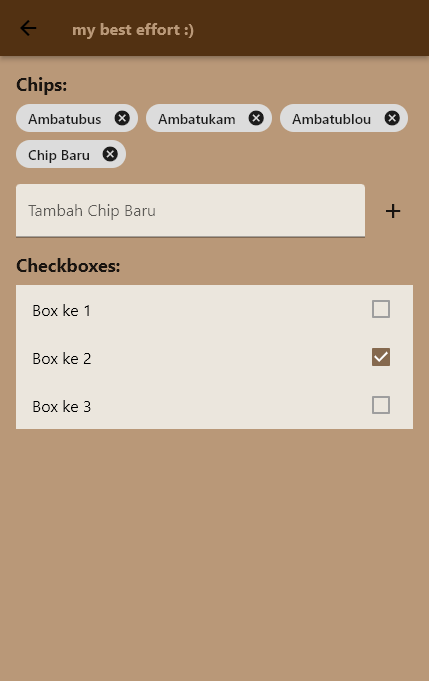 my best effort :)
Chips:
Ambatubus Ambatukam Ambatublou
Chip Baru
Tambah Chip Baru
Checkboxes:
Box ke 1
Box ke 2
Box ke 3